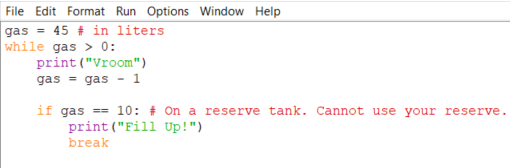 File Edit Format Run Options Window Help
gas = 45 # in liters
while gas > 0:
    print("Vroom")
    gas = gas - 1

    if gas == 10: # On a reserve tank. Cannot use your reserve.
        print("Fill Up!")
        break